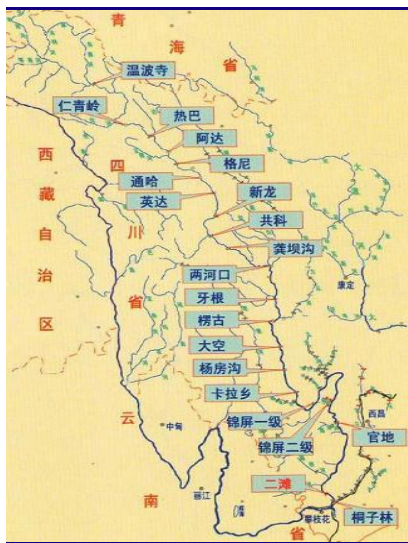 青海省
温波寺
仁青岭
热巴
阿达
西藏自治区
四川省
格尼
通哈
新龙
英达
共科
龚坝沟
两河口
康定
牙根
楞古
大空
杨房沟
卡拉乡
云南省
中甸
锦屏一级
西昌
官地
锦屏二级
二滩
丽江
攀枝花
桐子林